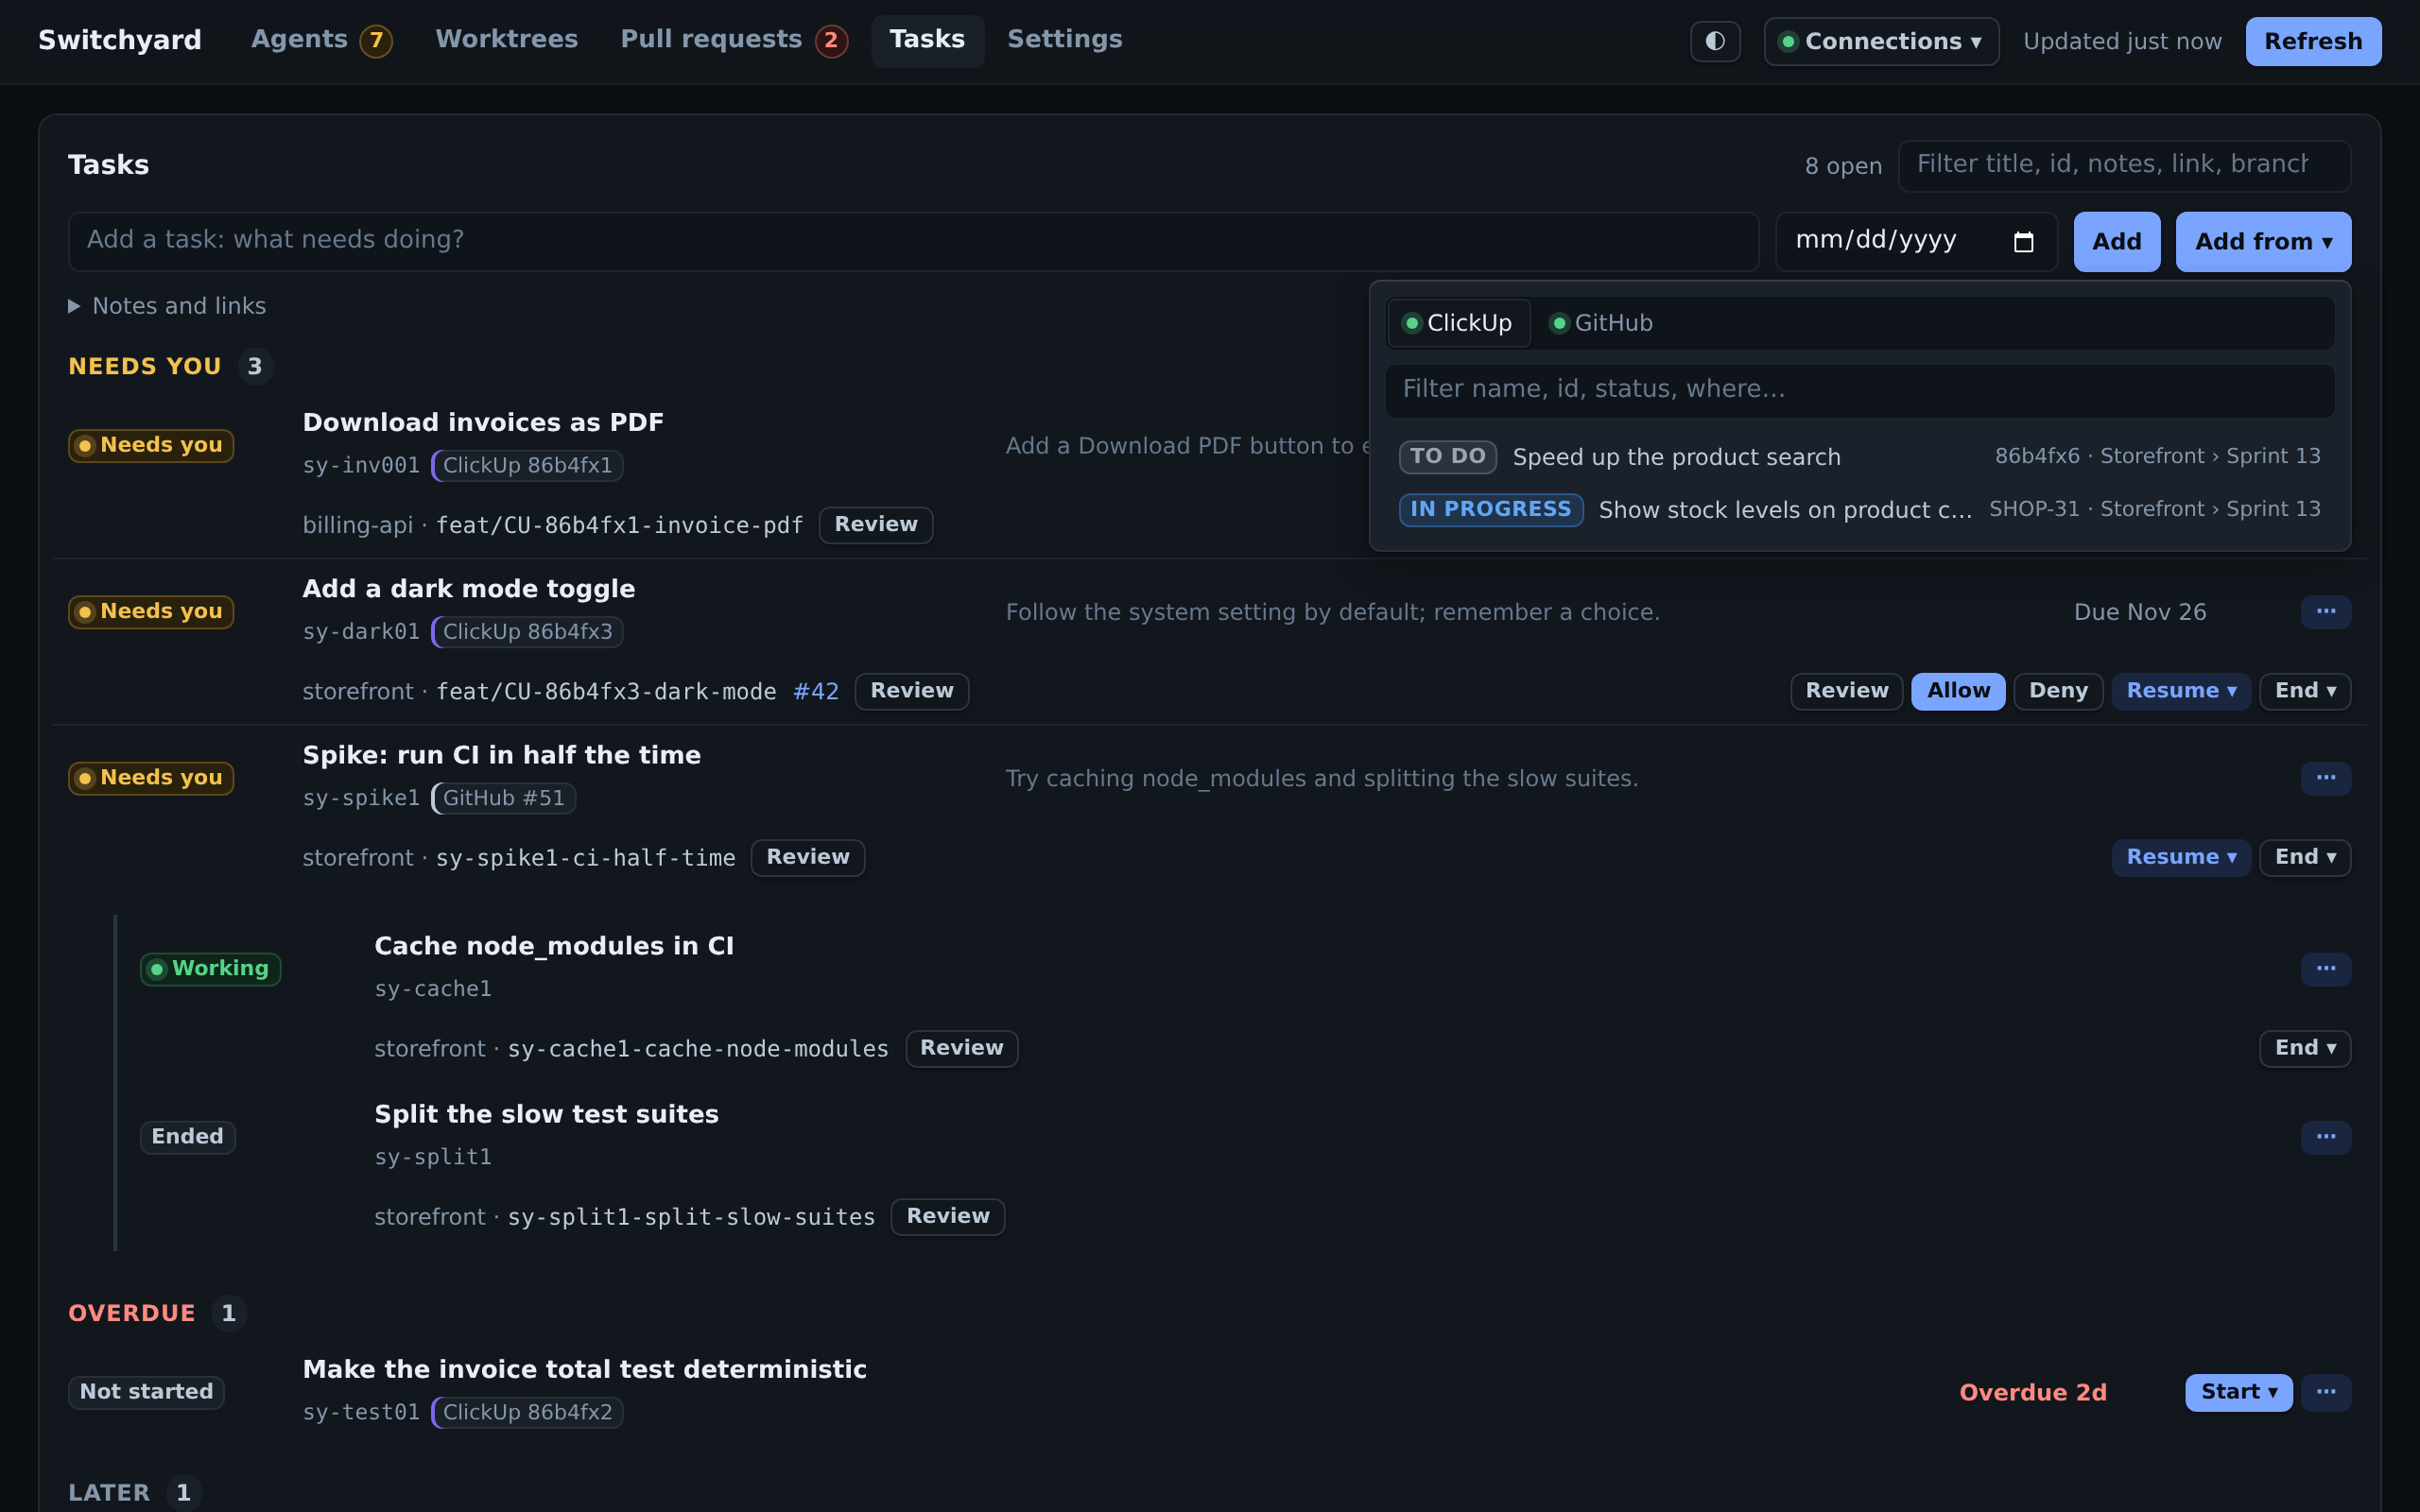 Switchyard Agents 7 Worktrees Pull requests 2 Tasks Settings Connections ▾ Updated just now Refresh
Tasks 8 open Filter title, id, notes, link, branch
Add a task: what needs doing? mm/dd/yyyy Add Add from ▾
▶ Notes and links
ClickUp GitHub
Filter name, id, status, where...
TO DO Speed up the product search 86b4fx6 · Storefront › Sprint 13
IN PROGRESS Show stock levels on product c... SHOP-31 · Storefront › Sprint 13
NEEDS YOU 3
Needs you Download invoices as PDF
sy-inv001 ClickUp 86b4fx1
Add a Download PDF button to
billing-api · feat/CU-86b4fx1-invoice-pdf Review
Needs you Add a dark mode toggle
sy-dark01 ClickUp 86b4fx3
Follow the system setting by default; remember a choice. Due Nov 26 ···
storefront · feat/CU-86b4fx3-dark-mode #42 Review Review Allow Deny Resume ▾ End ▾
Needs you Spike: run CI in half the time
sy-spike1 GitHub #51
Try caching node_modules and splitting the slow suites. ···
storefront · sy-spike1-ci-half-time Review Resume ▾ End ▾
Working Cache node_modules in CI ···
sy-cache1
storefront · sy-cache1-cache-node-modules Review End ▾
Ended Split the slow test suites ···
sy-split1
storefront · sy-split1-split-slow-suites Review
OVERDUE 1
Not started Make the invoice total test deterministic
sy-test01 ClickUp 86b4fx2
Overdue 2d Start ▾ ···
LATER 1